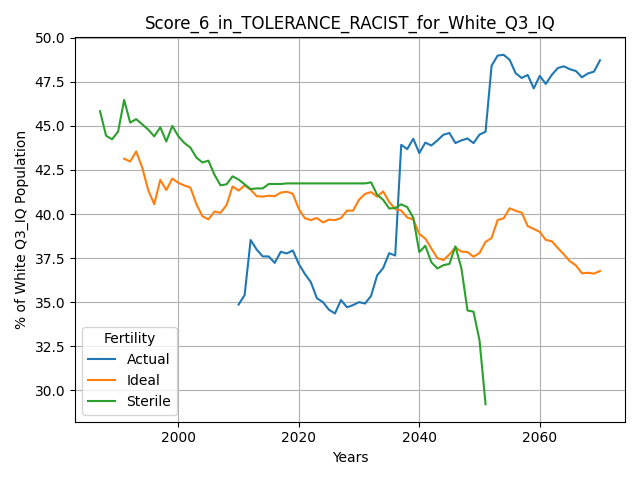 Score_6_in_TOLERANCE_RACIST_for_White_Q3_IQ
% of White Q3_IQ Population
50.0
47.5
45.0
42.5
40.0
37.5
35.0
32.5
30.0
Fertility
Actual
Ideal
Sterile
2000
2020
2040
2060
Years